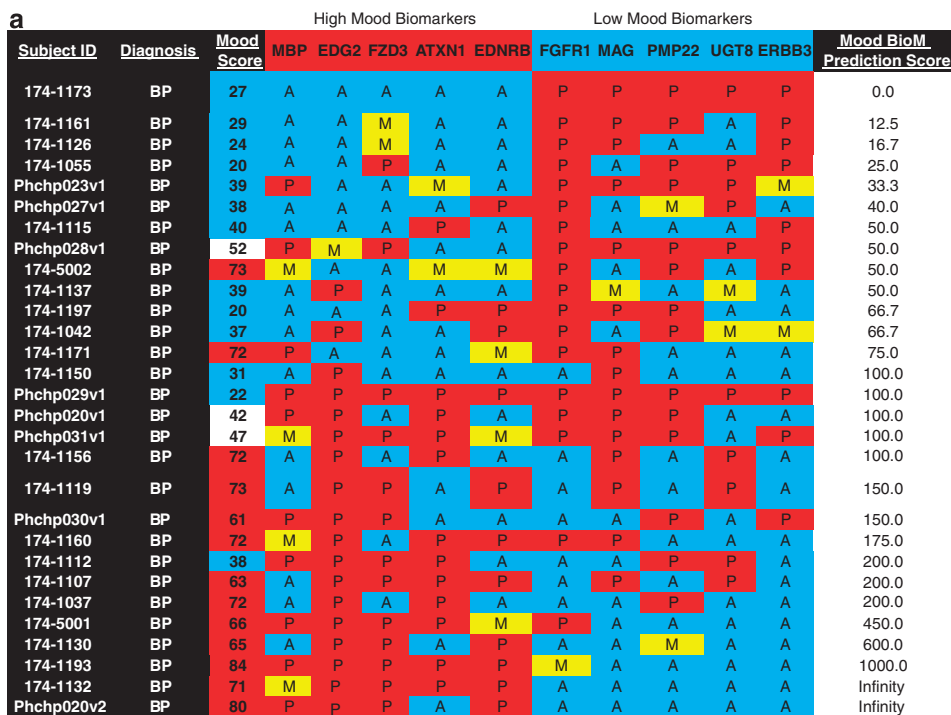 a
High Mood Biomarkers Low Mood Biomarkers
Subject ID Diagnosis Mood Score MBP EDG2 FZD3 ATXN1 EDNRB FGFR1 MAG PMP22 UGT8 ERBB3 Mood BioM Prediction Score
174-1173 BP 27 A A A A A P P P P P 0.0
174-1161 BP 29 A A M A A P P P A P 12.5
174-1126 BP 24 A A M A A P P A A P 16.7
174-1055 BP 20 A A P A A P A P P P 25.0
Phchp023v1 BP 39 P A A M A P P P P M 33.3
Phchp027v1 BP 38 A A A A P P A M P A 40.0
174-1115 BP 40 A A A P A P A A A P 50.0
Phchp028v1 BP 52 P M P A A P P P P P 50.0
174-5002 BP 73 M A A M M P A P A P 50.0
174-1137 BP 39 A P A A A P M A M A 50.0
174-1197 BP 20 A A A P P P P P A A 66.7
174-1042 BP 37 A P A A P P A P M M 66.7
174-1171 BP 72 P A A A M P P A A A 75.0
174-1150 BP 31 A P A A A A P A A A 100.0
Phchp029v1 BP 22 P P P P P P P P P P 100.0
Phchp020v1 BP 42 P P A P A P P P A A 100.0
Phchp031v1 BP 47 M P P P M P P P A P 100.0
174-1156 BP 72 A P A P A A P A P A 100.0
174-1119 BP 73 A P P A P A P A P A 150.0
Phchp030v1 BP 61 P P P A A A A P A P 150.0
174-1160 BP 72 M P A P P P P A A A 175.0
174-1112 BP 38 P P P P A A A P P A 200.0
174-1107 BP 63 A P P P P A P A P A 200.0
174-1037 BP 72 A P A P A A A P A A 200.0
174-5001 BP 66 P P P P M P A A A A 450.0
174-1130 BP 65 A P P A P A A M A A 600.0
174-1193 BP 84 P P P P P M A A A A 1000.0
174-1132 BP 71 M P P P P A A A A A Infinity
Phchp020v2 BP 80 P P P A P A A A A A Infinity